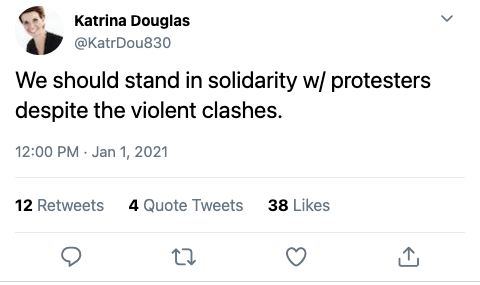 Katrina Douglas
@KatrDou830
We should stand in solidarity w/ protesters
despite the violent clashes.
12:00 PM · Jan 1, 2021
12 Retweets 4 Quote Tweets 38 Likes